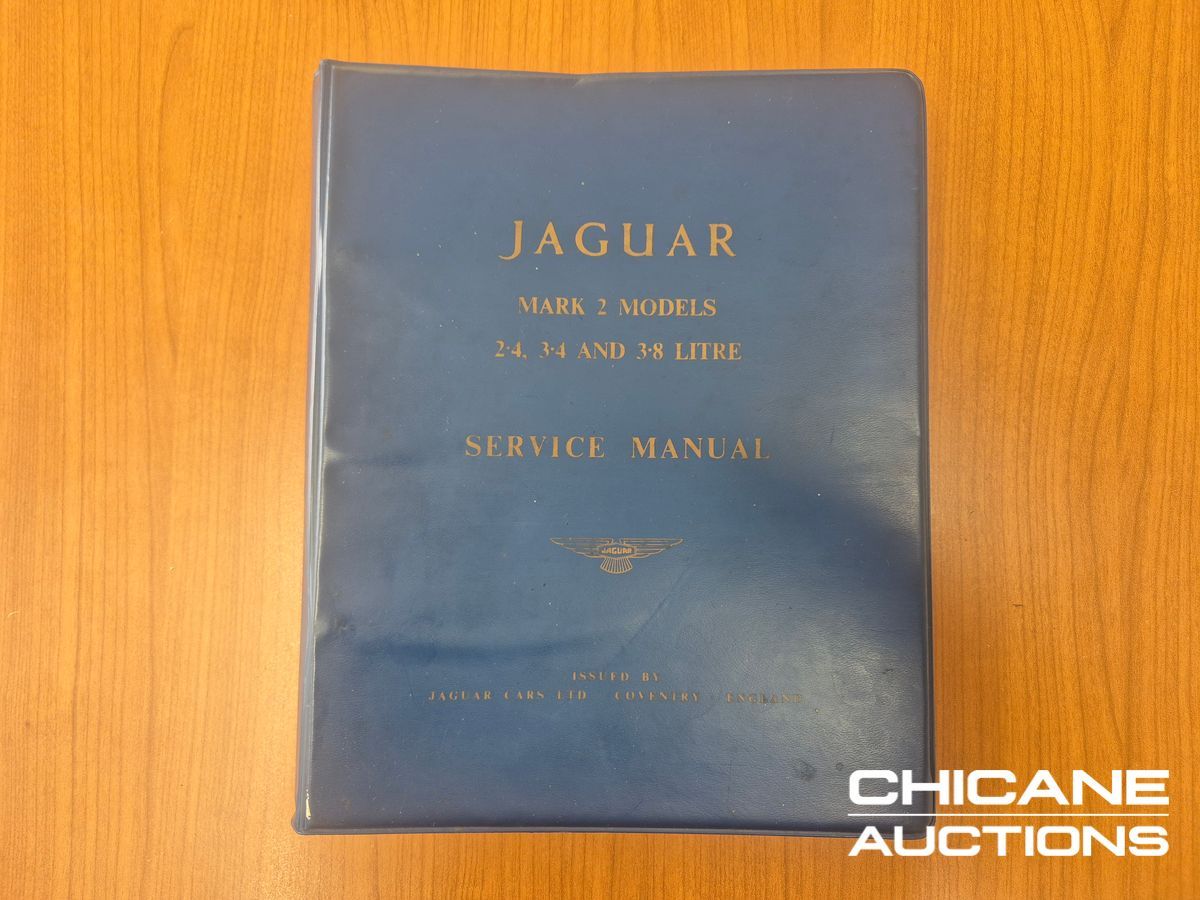 JAGUAR
MARK 2 MODELS
2·4, 3·4 AND 3·8 LITRE
SERVICE MANUAL
JAGUAR
ISSUED BY
JAGUAR CARS LTD COVENTRY ENGLAND
CHICANE
AUCTIONS